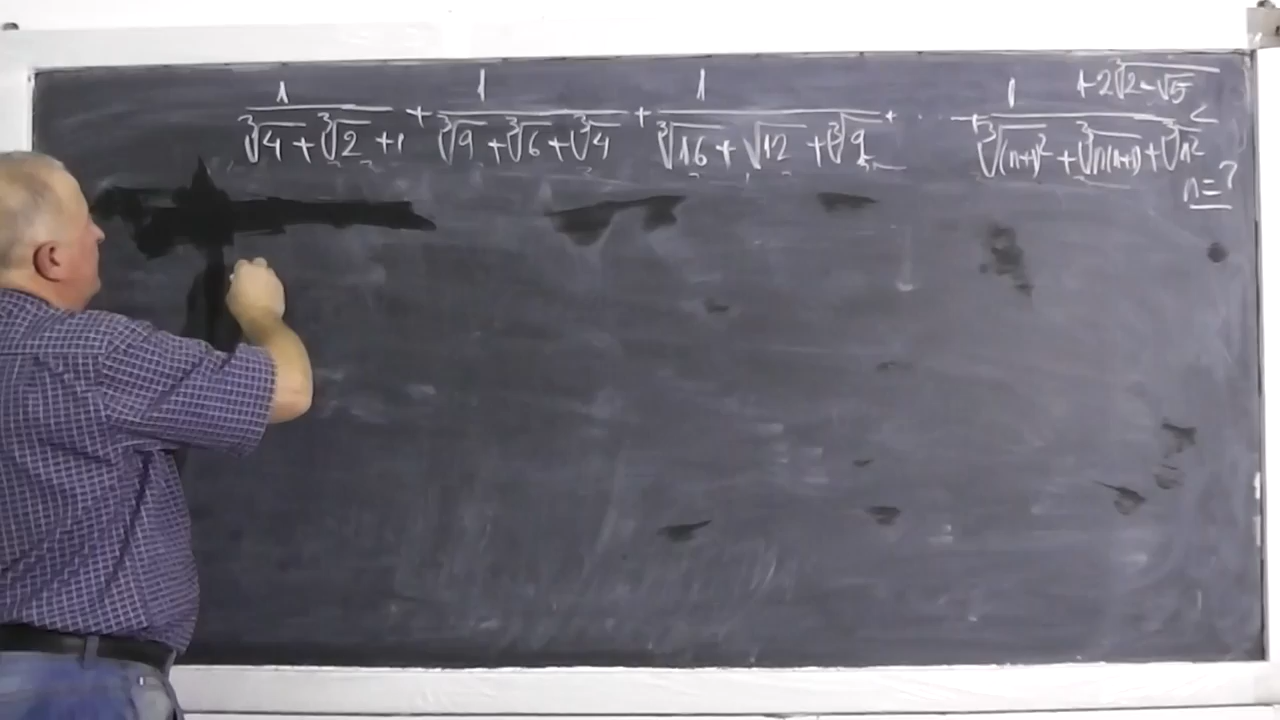 1/(∛4 + ∛2 + 1) + 1/(∛9 + ∛6 + ∛4) + 1/(∛16 + √12 + ∛9) + . . + 1/(∛(n+1)² + ∛n(n+1) + ∛n²) < 1+2∛2-√5
n=?